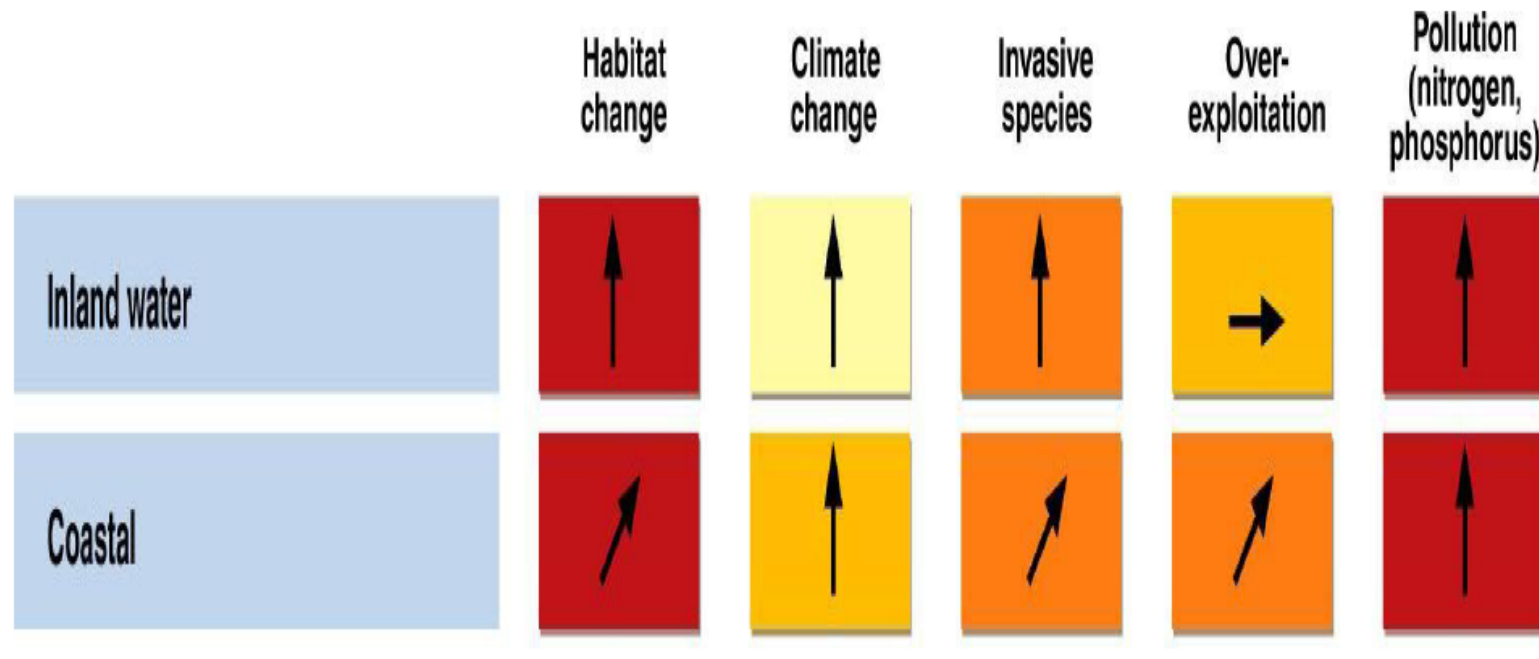 Habitat
change
Climate
change
Invasive
species
Over-
exploitation
Pollution
(nitrogen,
phosphorus)
Inland water
Coastal